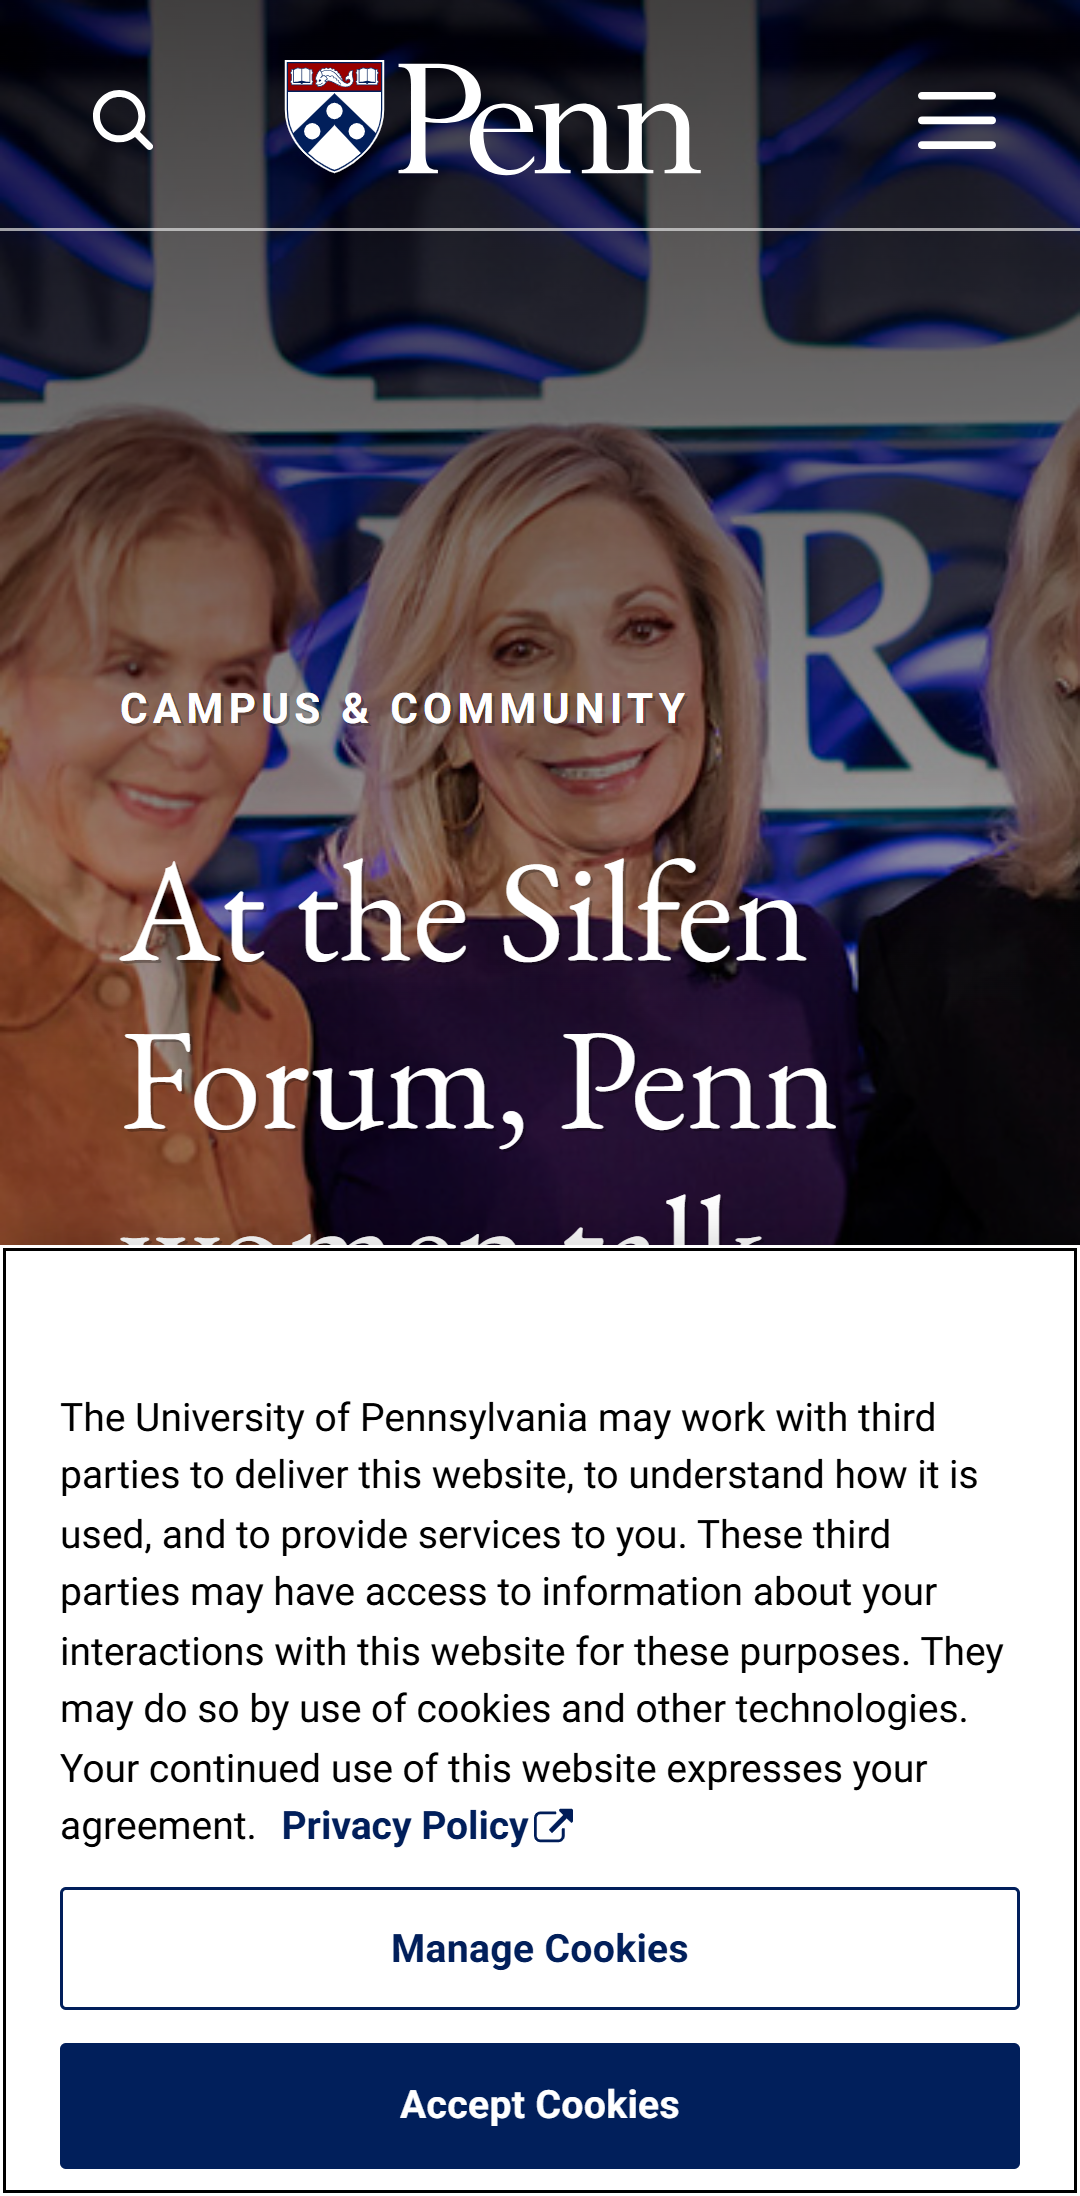 Penn
CAMPUS & COMMUNITY
At the Silfen
Forum, Penn
women talk
The University of Pennsylvania may work with third
parties to deliver this website, to understand how it is
used, and to provide services to you. These third
parties may have access to information about your
interactions with this website for these purposes. They
may do so by use of cookies and other technologies.
Your continued use of this website expresses your
agreement. Privacy Policy
Manage Cookies
Accept Cookies